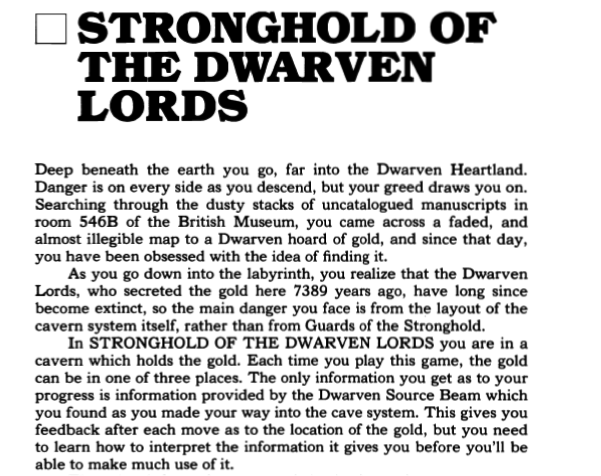 STRONGHOLD OF
THE DWARVEN
LORDS
Deep beneath the earth you go, far into the Dwarven Heartland.
Danger is on every side as you descend, but your greed draws you on.
Searching through the dusty stacks of uncatalogued manuscripts in
room 546B of the British Museum, you came across a faded, and
almost illegible map to a Dwarven hoard of gold, and since that day,
you have been obsessed with the idea of finding it.
As you go down into the labyrinth, you realize that the Dwarven
Lords, who secreted the gold here 7389 years ago, have long since
become extinct, so the main danger you face is from the layout of the
cavern system itself, rather than from Guards of the Stronghold.
In STRONGHOLD OF THE DWARVEN LORDS you are in a
cavern which holds the gold. Each time you play this game, the gold
can be in one of three places. The only information you get as to your
progress is information provided by the Dwarven Source Beam which
you found as you made your way into the cave system. This gives you
feedback after each move as to the location of the gold, but you need
to learn how to interpret the information it gives you before you'll be
able to make much use of it.